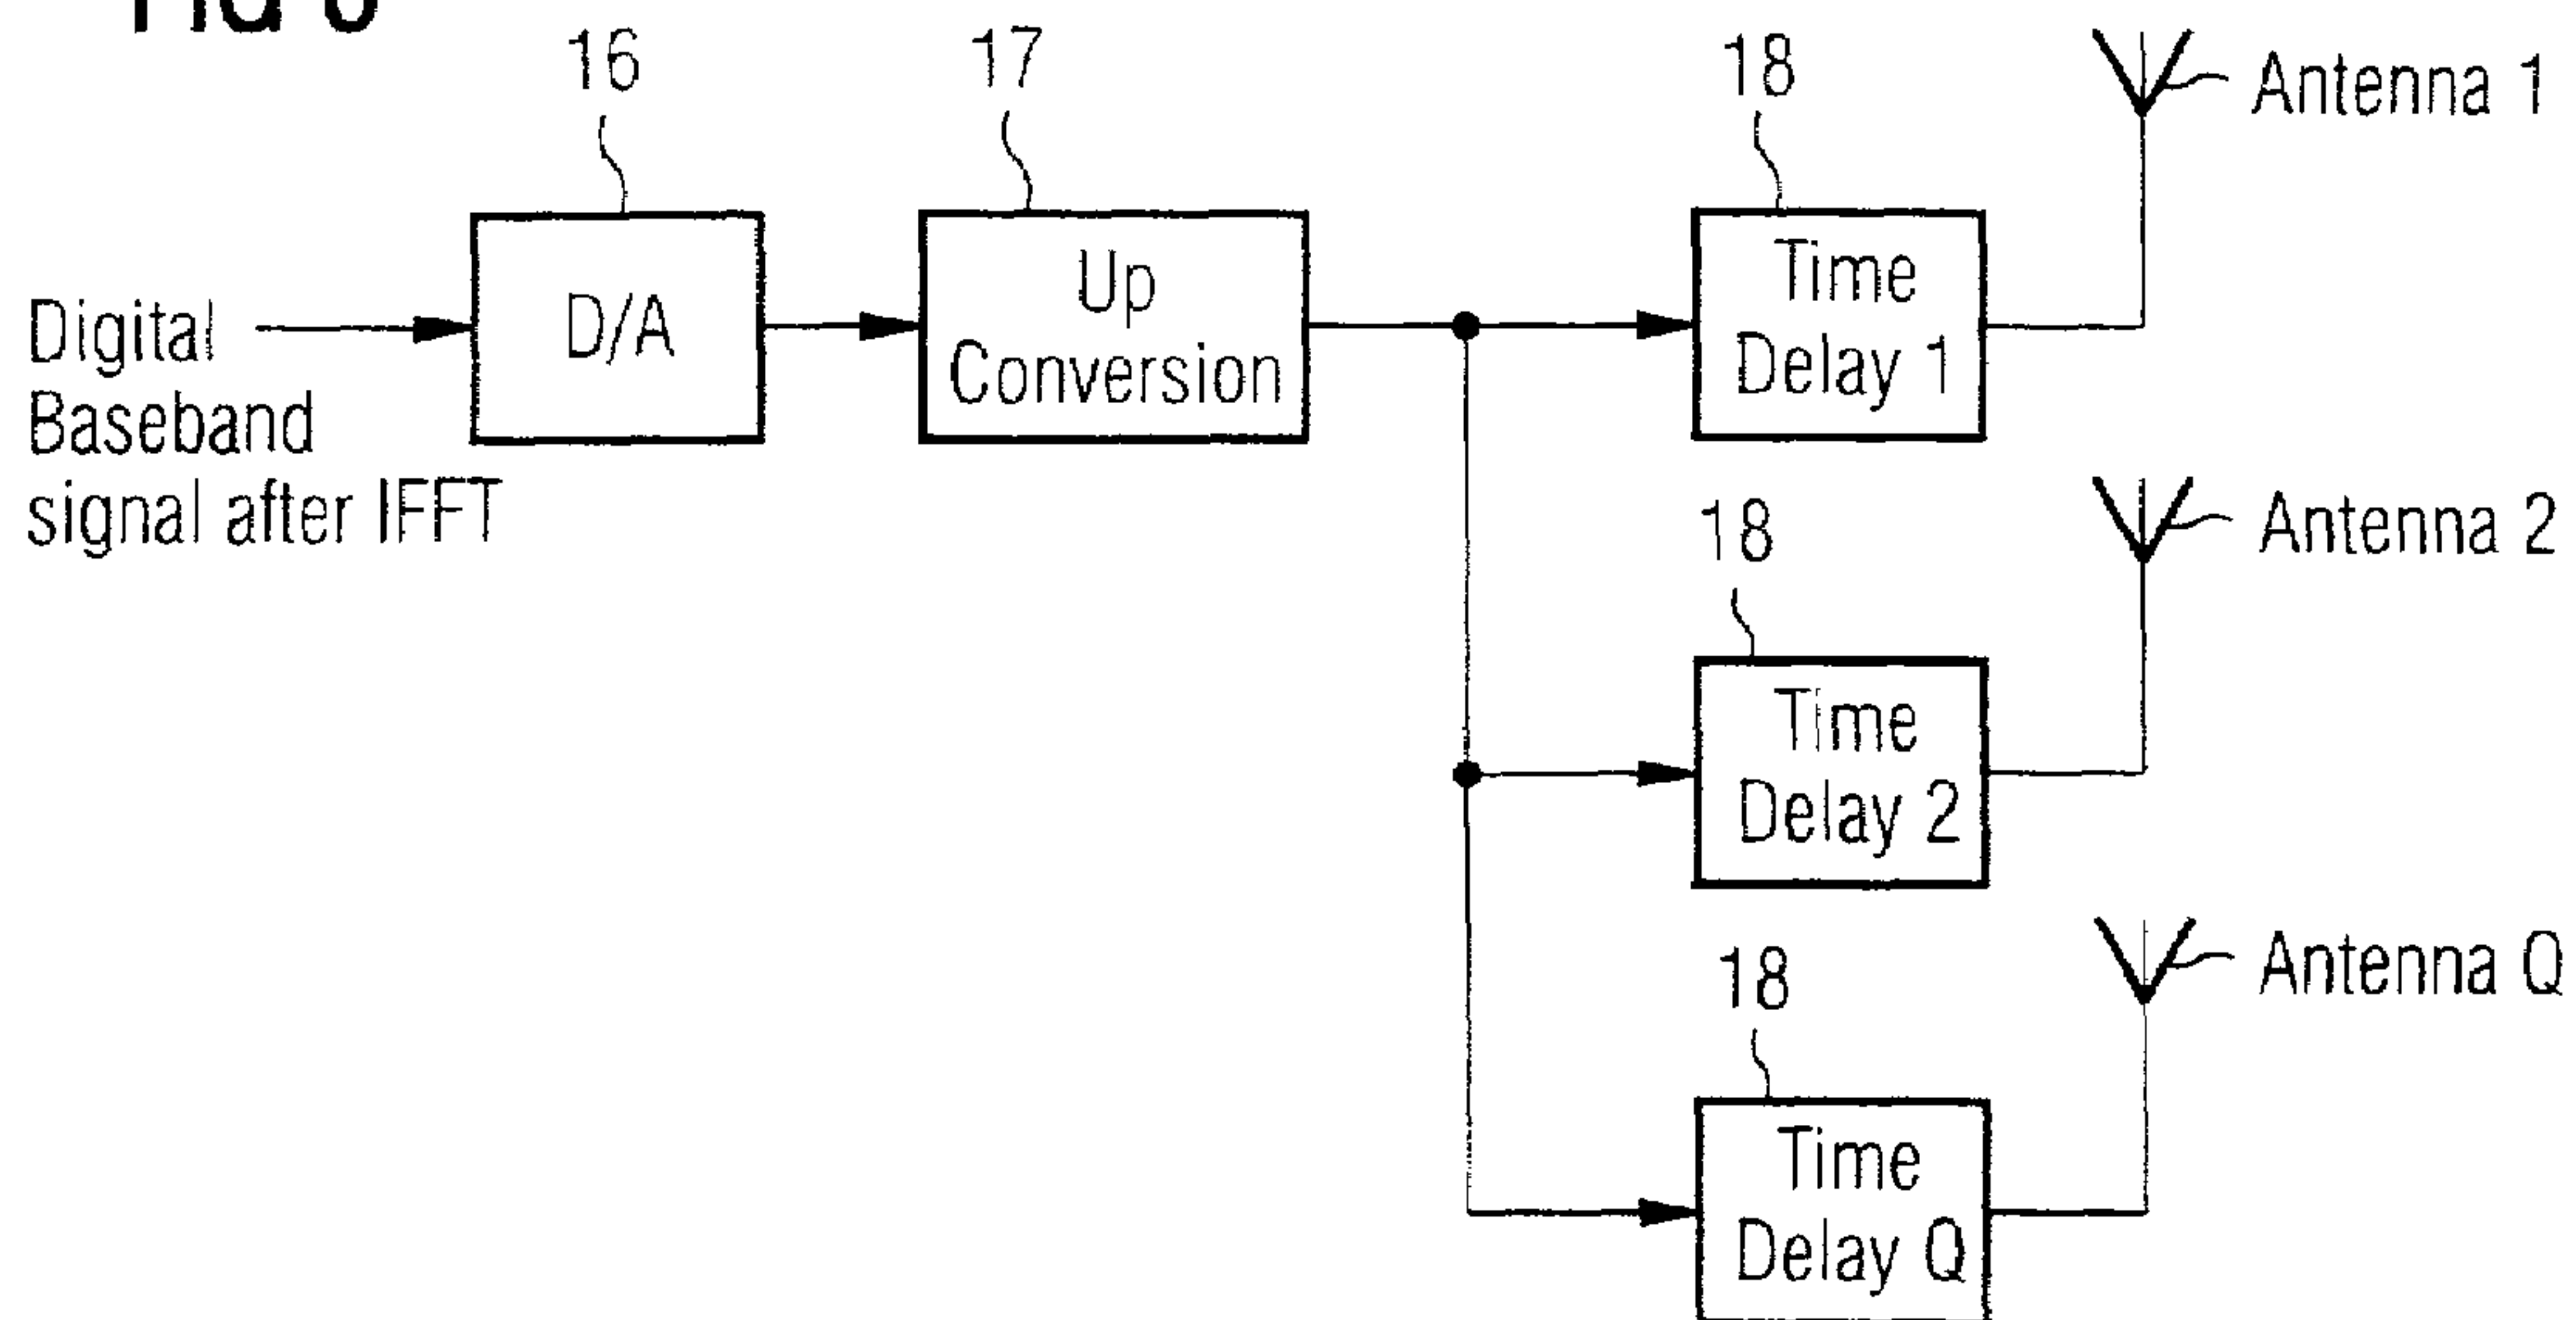 16
17
18
Antenna 1
Digital
Baseband
signal after IFFT
D/A
Up
Conversion
Time
Delay 1
18
Antenna 2
Time
Delay 2
18
Antenna Q
Time
Delay Q